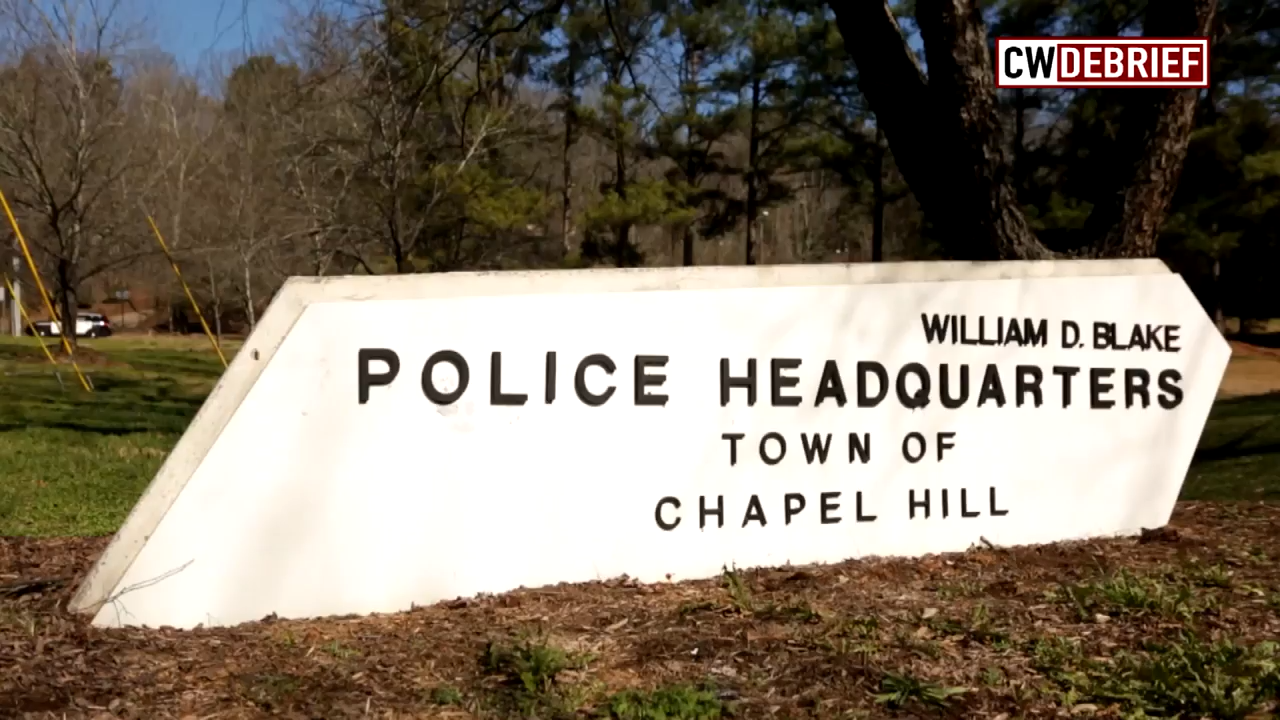 CWDEBRIEF
WILLIAM D. BLAKE
POLICE HEADQUARTERS
TOWN OF
CHAPEL HILL